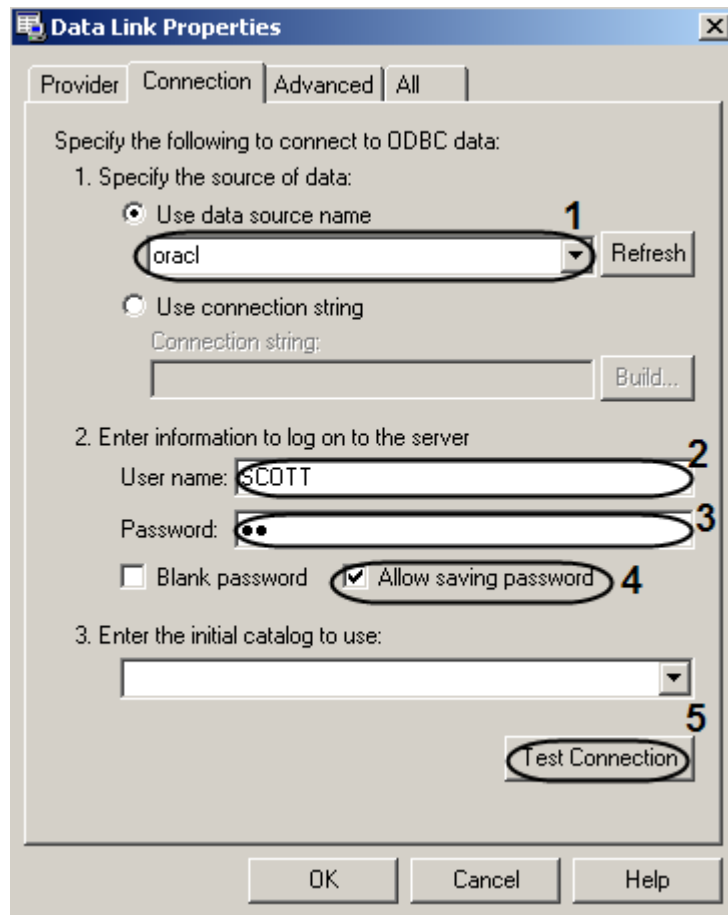 Data Link Properties
Provider Connection Advanced All
Specify the following to connect to ODBC data:
1. Specify the source of data:
Use data source name 1
oracl Refresh
Use connection string
Connection string:
Build...
2. Enter information to log on to the server
User name: SCOTT 2
Password: •• 3
Blank password Allow saving password 4
3. Enter the initial catalog to use:
5
Test Connection
OK Cancel Help